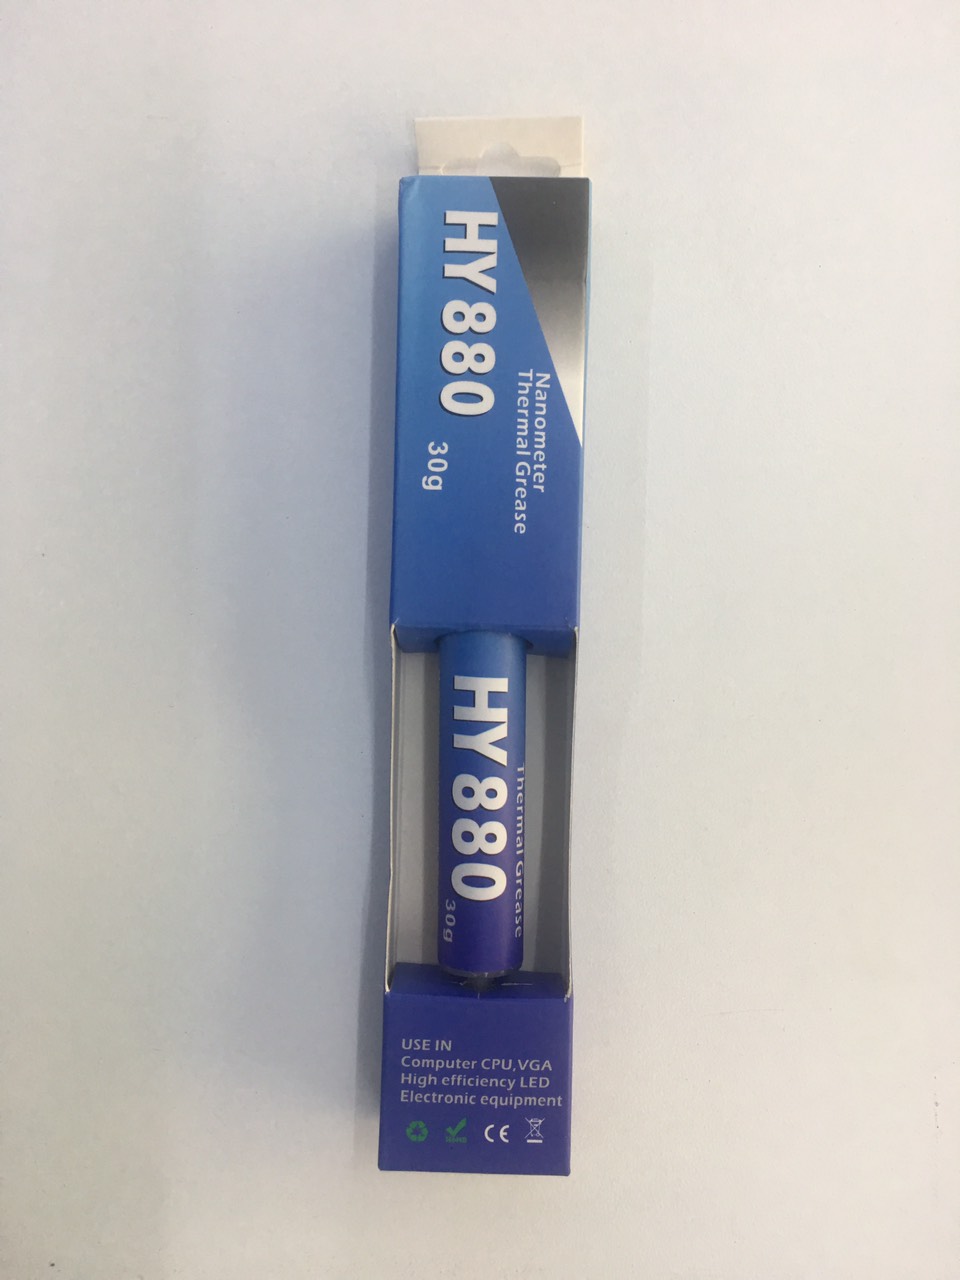 HY880
30g
Nanometer
Thermal Grease
HY880
30g
Thermal Grease
USE IN
Computer CPU,VGA
High efficiency LED
Electronic equipment
CE